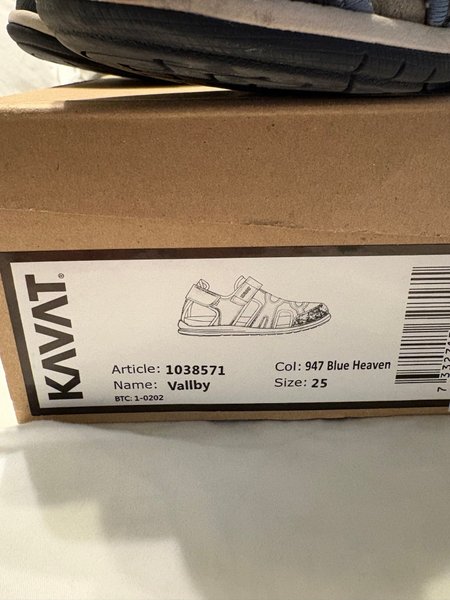 KAVAT®
Article: 1038571
Name: Vallby
BTC: 1-0202
Col: 947 Blue Heaven
Size: 25